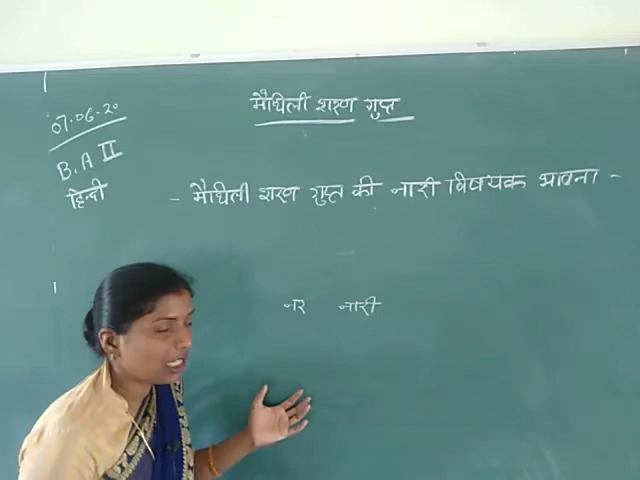 मैथिली शरण गुप्त
07.06.20
B.A II
हिन्दी
- मैथिली शरण गुप्त की नारी विषयक भावना -
नर नारी